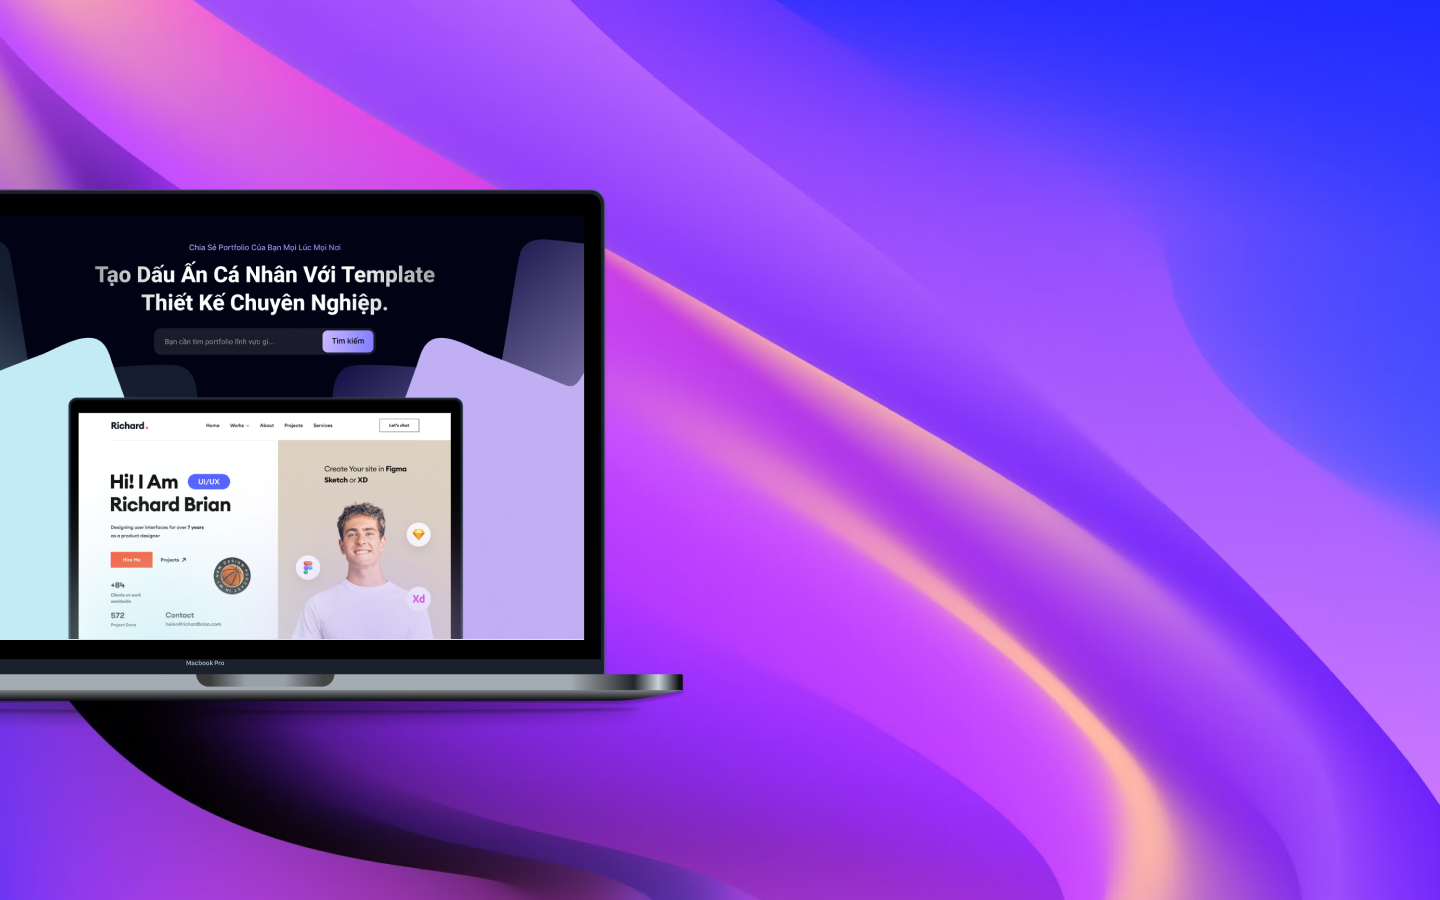 Chia Sẻ Portfolio Của Bạn Mọi Lúc Mọi Nơi
Tạo Dấu Ấn Cá Nhân Với Template
Thiết Kế Chuyên Nghiệp.
Bạn cần tìm portfolio lĩnh vực gì...
Tìm kiếm
Richard.
Home Works About Projects Services
Let's chat
Hi! I Am UI/UX
Richard Brian
Designing user interfaces for over 7 years
as a product designer
Hire Me
Projects
+84
Clients on work
worldwide
572
Project Done
Contact
heleo@richardbrian.com
Create Your site in Figma
Sketch or XD
Xd
Macbook Pro